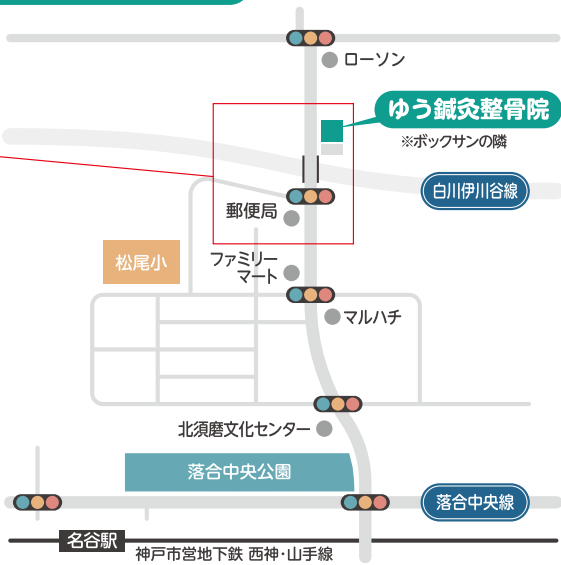 ローソン
ゆう鍼灸整骨院
※ボックサンの隣
白川伊川谷線
郵便局
松尾小
ファミリー
マート
マルハチ
北須磨文化センター
落合中央公園
落合中央線
名谷駅
神戸市営地下鉄 西神・山手線